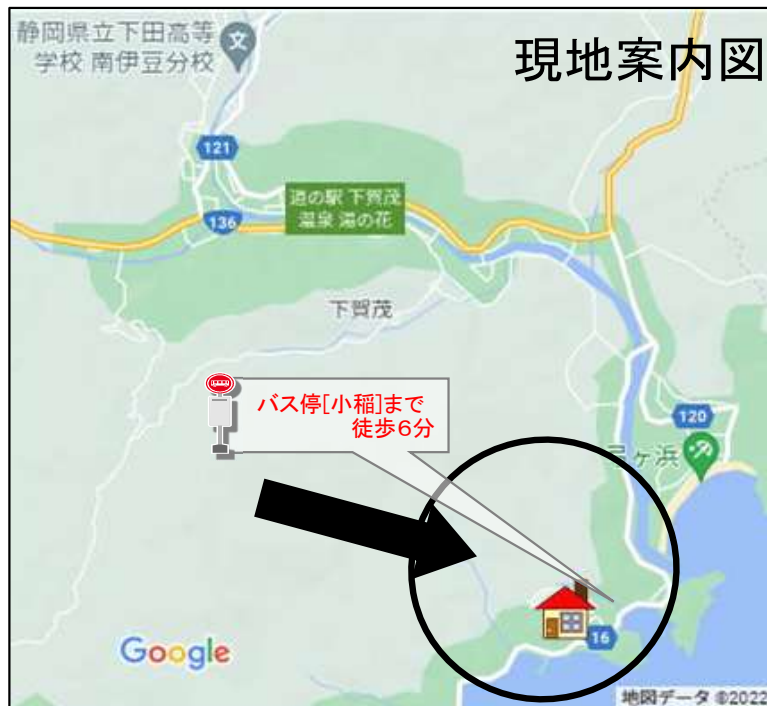 静岡県立下田高等
学校 南伊豆分校
現地案内図
121
道の駅 下賀茂
温泉 湯の花
136
下賀茂
バス停[小稲]まで
徒歩6分
120
弓ヶ浜
16
Google
地図データ ©2022